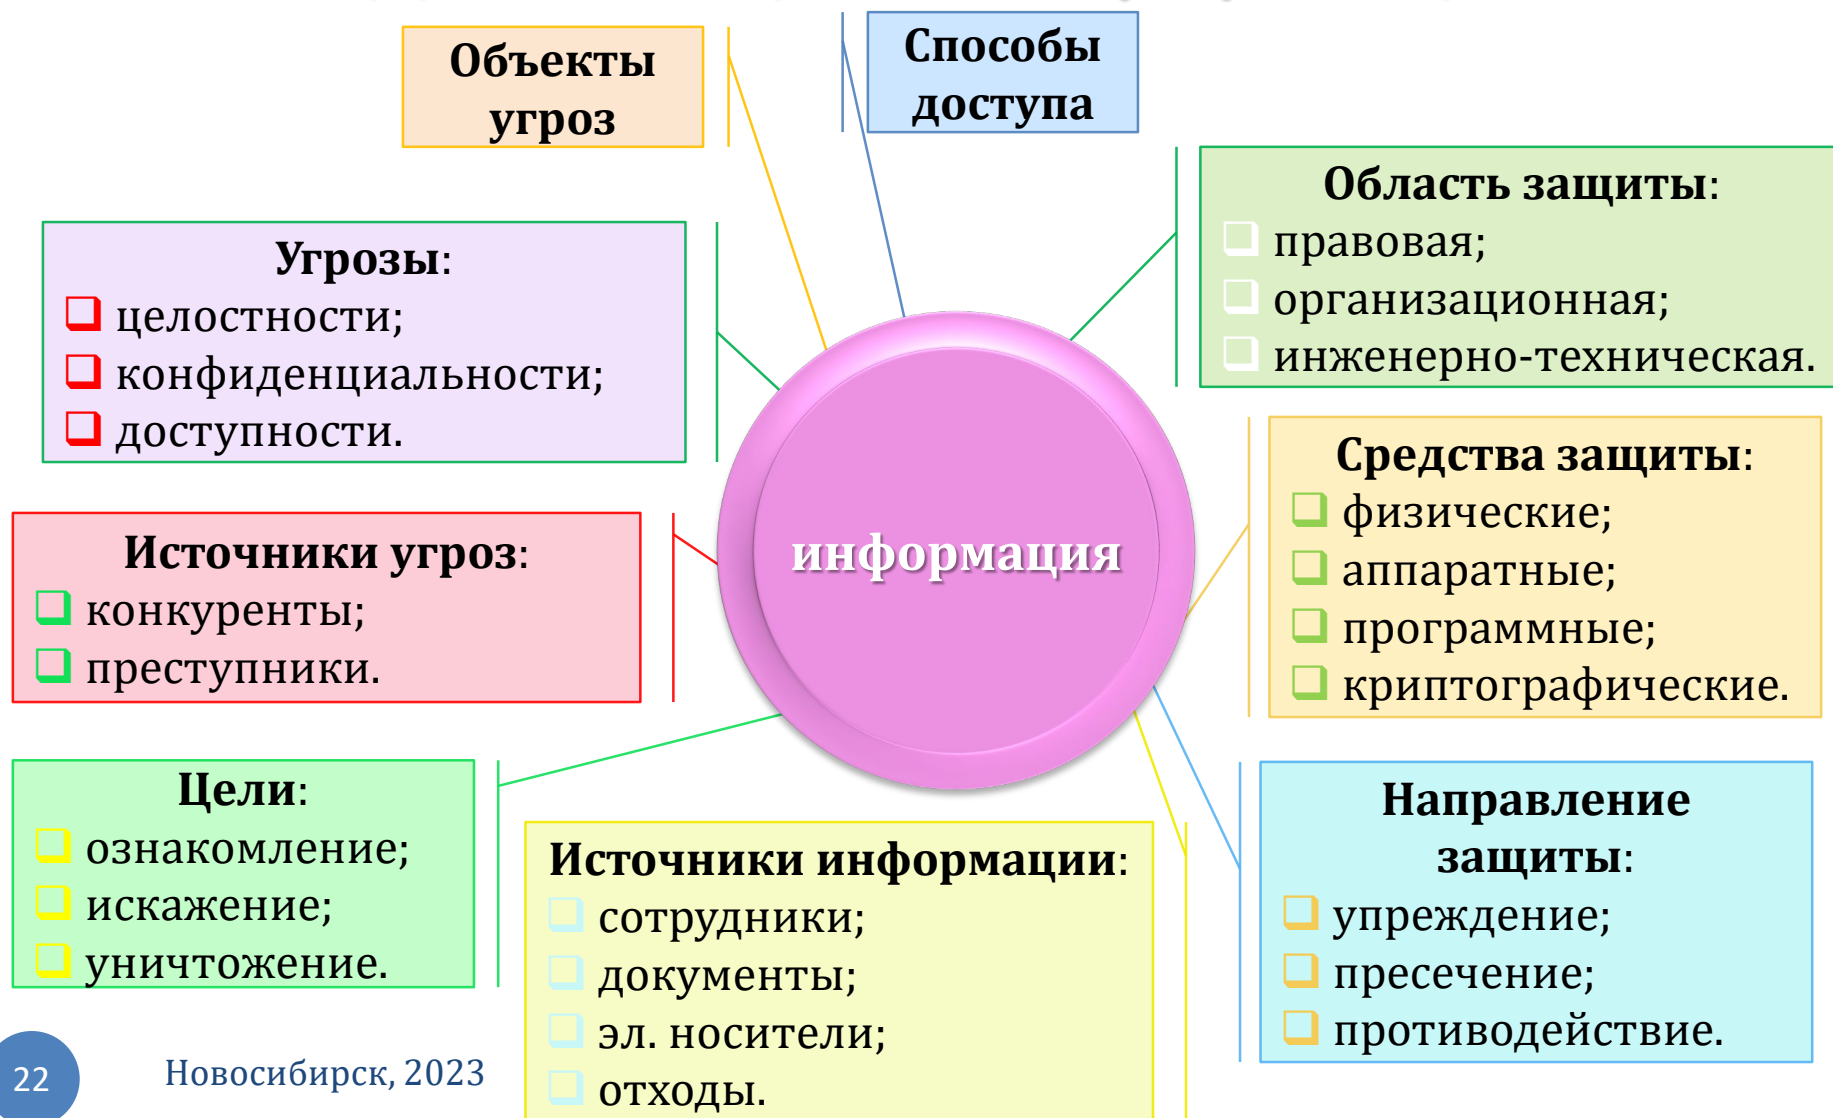 Объекты
угроз
Способы
доступа
Область защиты:
правовая;
организационная;
инженерно-техническая.
Угрозы:
целостности;
конфиденциальности;
доступности.
Средства защиты:
физические;
аппаратные;
программные;
криптографические.
Источники угроз:
конкуренты;
преступники.
информация
Цели:
ознакомление;
искажение;
уничтожение.
Источники информации:
сотрудники;
документы;
эл. носители;
отходы.
Направление
защиты:
упреждение;
пресечение;
противодействие.
22
Новосибирск, 2023